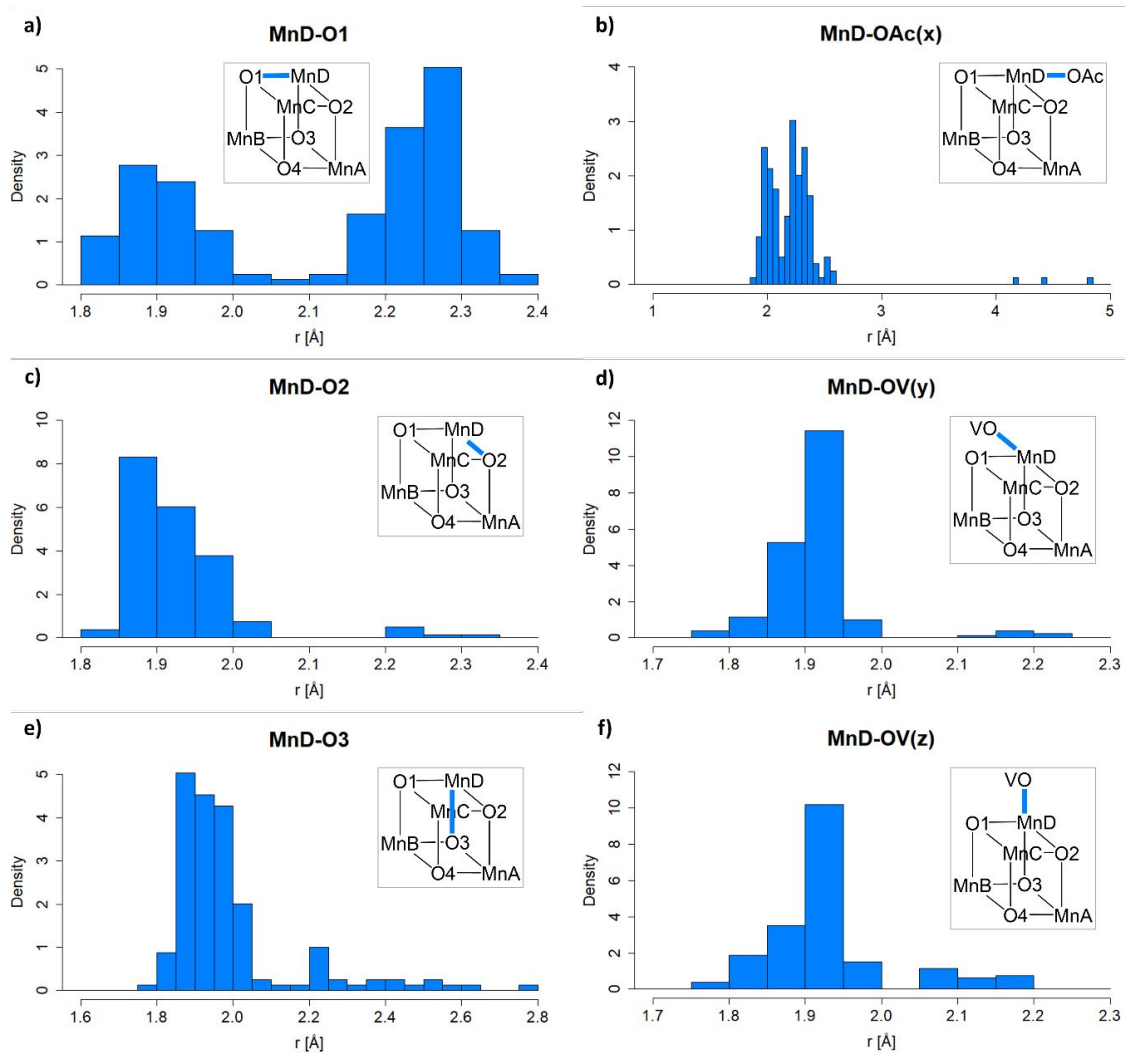 a)
MnD-O1
Density
5
4
3
2
1
0
O1 MnD
MnC O2
MnB O3
O4 MnA
1.8 1.9 2.0 2.1 2.2 2.3 2.4
r [Å]
b)
MnD-OAc(x)
Density
4
3
2
1
0
O1 MnD OAc
MnC O2
MnB O3
O4 MnA
1 2 3 4 5
r [Å]
c)
MnD-O2
Density
10
8
6
4
2
0
O1 MnD
MnC O2
MnB O3
O4 MnA
1.8 1.9 2.0 2.1 2.2 2.3 2.4
r [Å]
d)
MnD-OV(y)
Density
12
10
8
6
4
2
0
VO
O1 MnD
MnC O2
MnB O3
O4 MnA
1.7 1.8 1.9 2.0 2.1 2.2 2.3
r [Å]
e)
MnD-O3
Density
5
4
3
2
1
0
O1 MnD
MnC O2
MnB O3
O4 MnA
1.6 1.8 2.0 2.2 2.4 2.6 2.8
r [Å]
f)
MnD-OV(z)
Density
12
10
8
6
4
2
0
VO
O1 MnD
MnC O2
MnB O3
O4 MnA
1.7 1.8 1.9 2.0 2.1 2.2 2.3
r [Å]